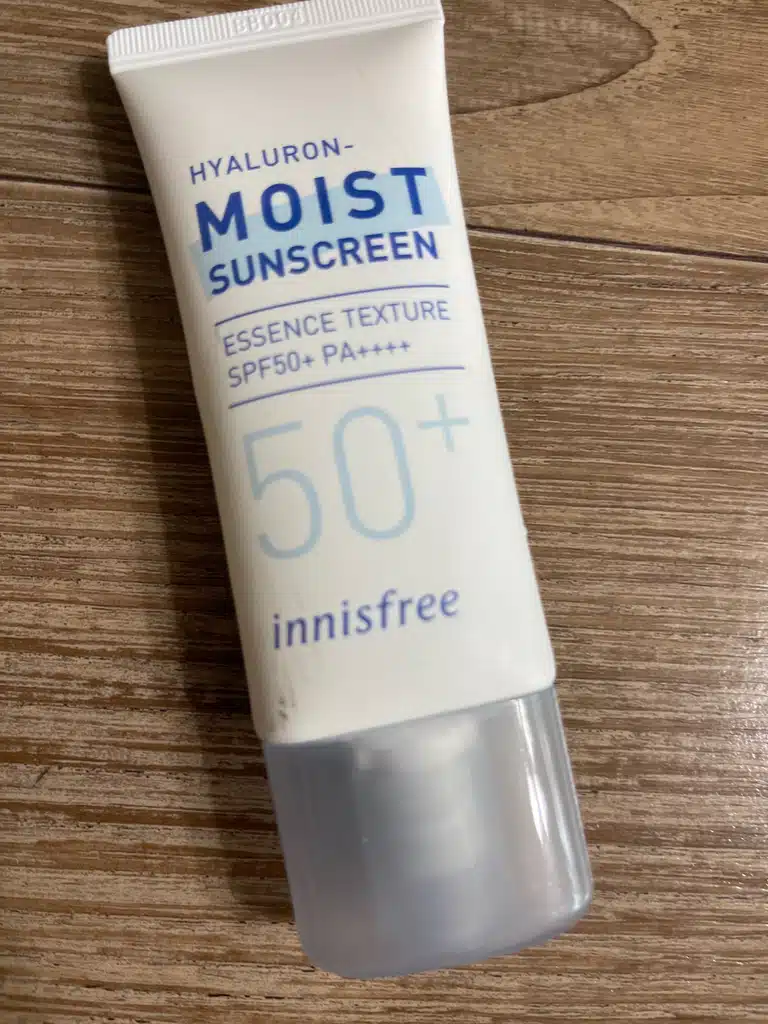 HYALURON-
MOIST
SUNSCREEN
ESSENCE TEXTURE
SPF50+ PA++++
50+
innisfree